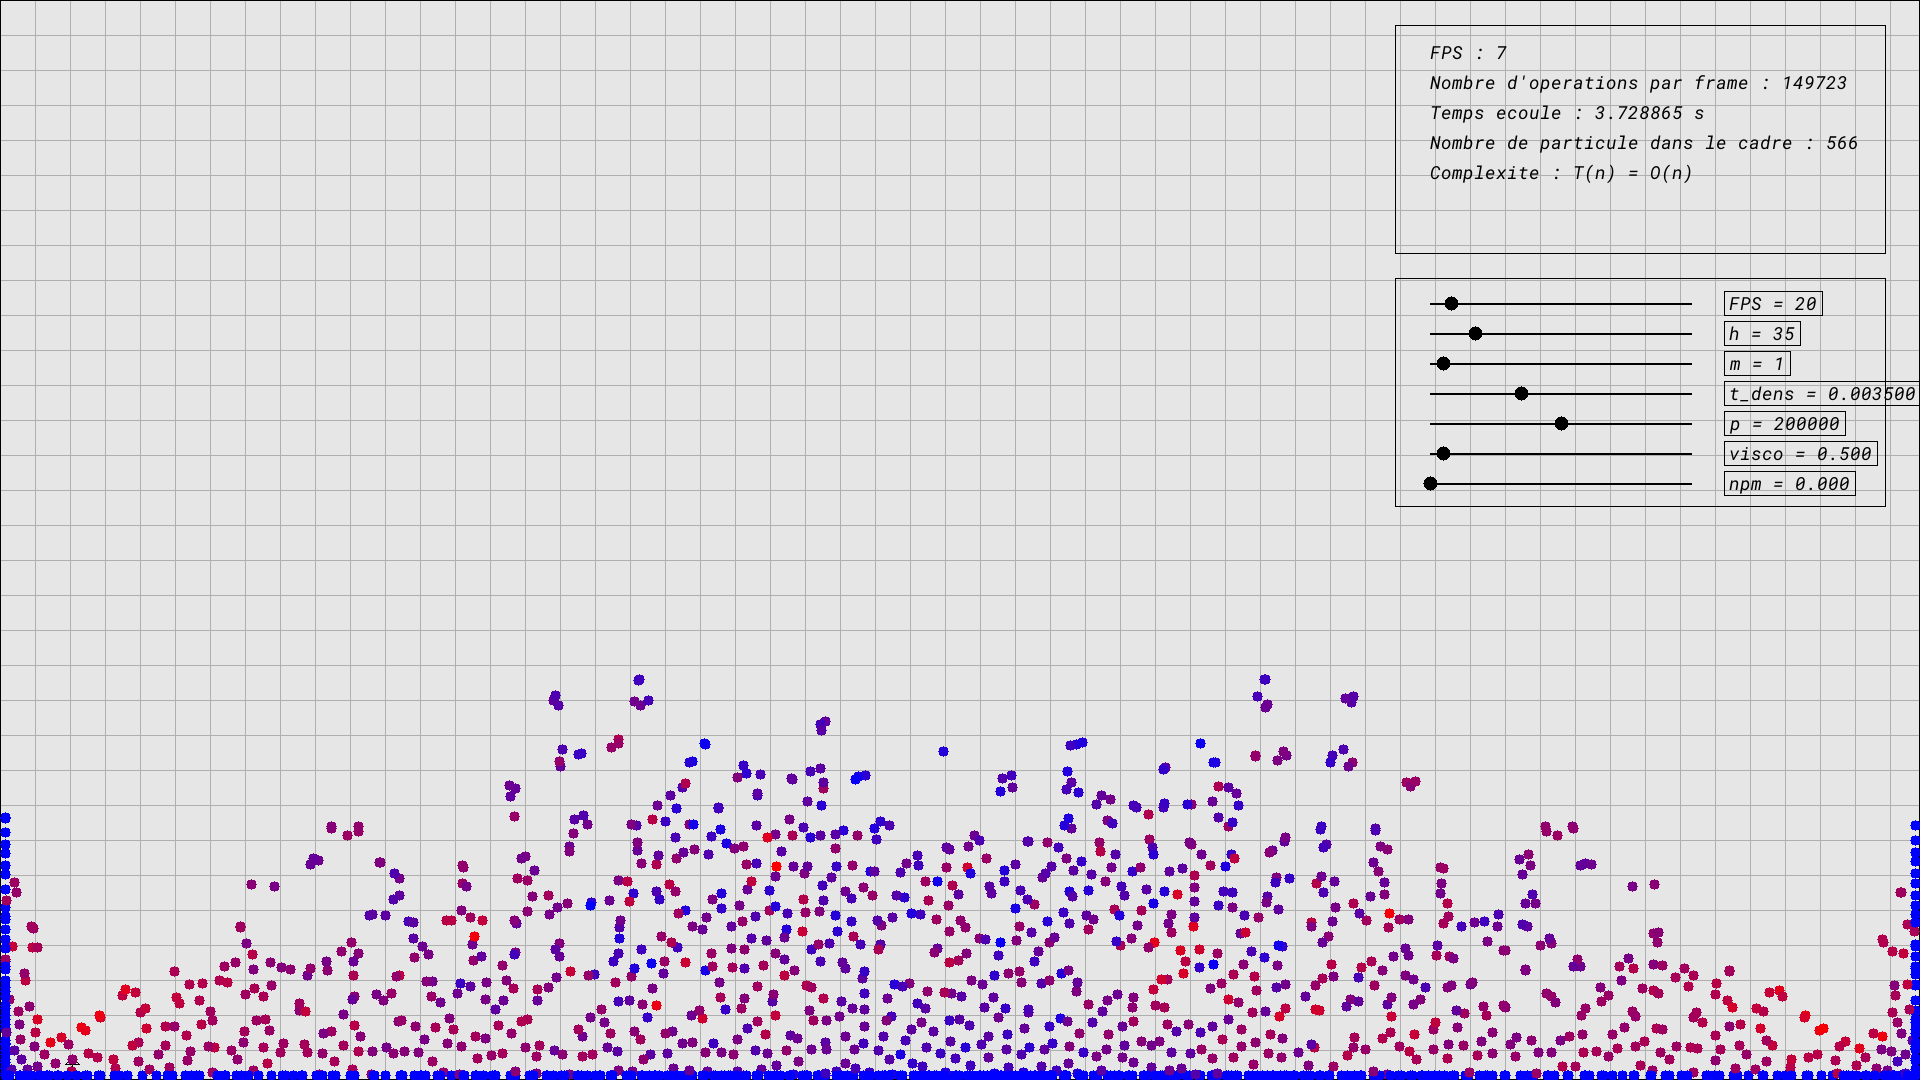 FPS : 7
Nombre d'operations par frame : 149723
Temps ecoule : 3.728865 s
Nombre de particule dans le cadre : 566
Complexite : T(n) = O(n)
FPS = 20
h = 35
m = 1
t_dens = 0.003500
p = 200000
visco = 0.500
npm = 0.000